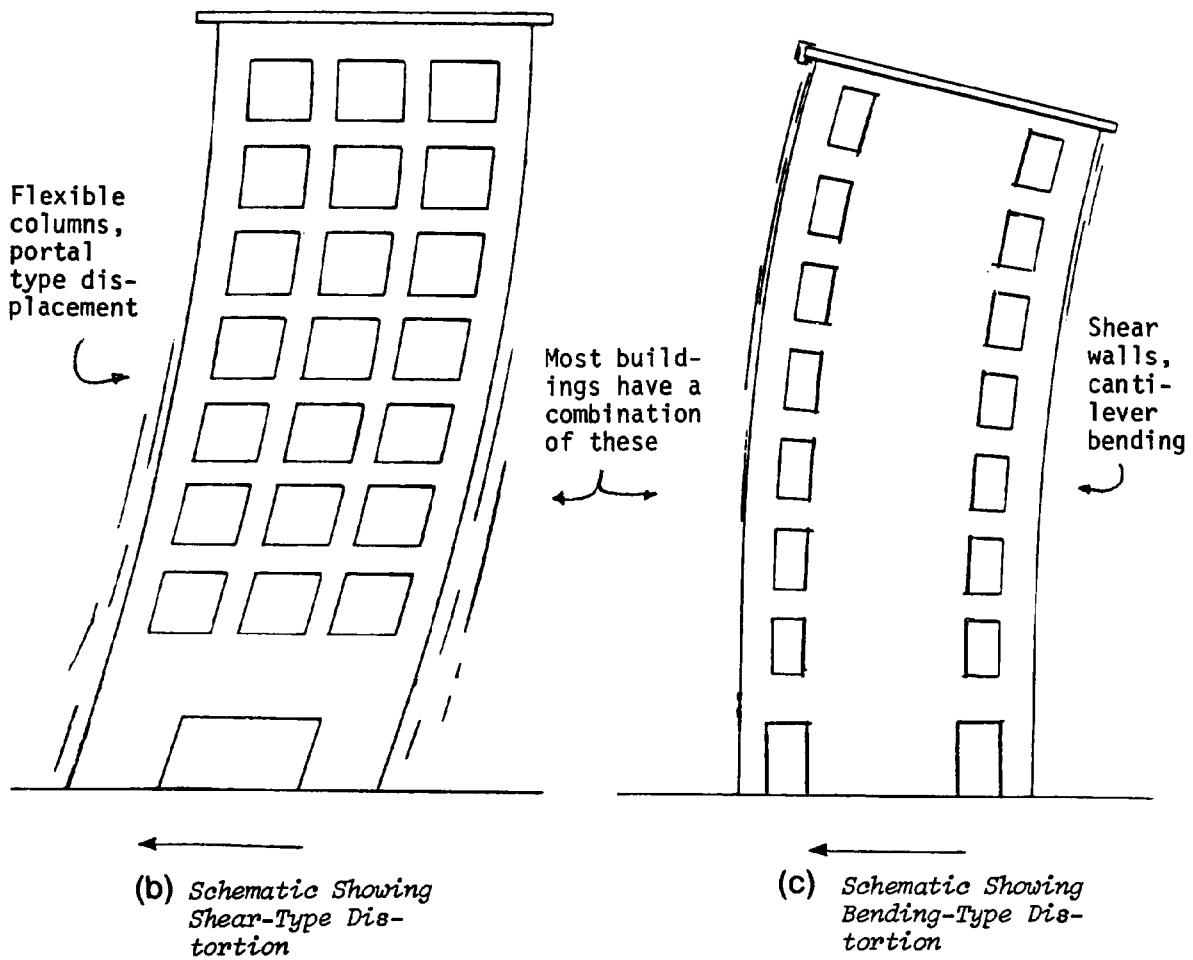 Flexible
columns,
portal
type dis-
placement
Most build-
ings have a
combination
of these
Shear
walls,
canti-
lever
bending
(b) Schematic Showing
Shear-Type Dis-
tortion
(c) Schematic Showing
Bending-Type Dis-
tortion